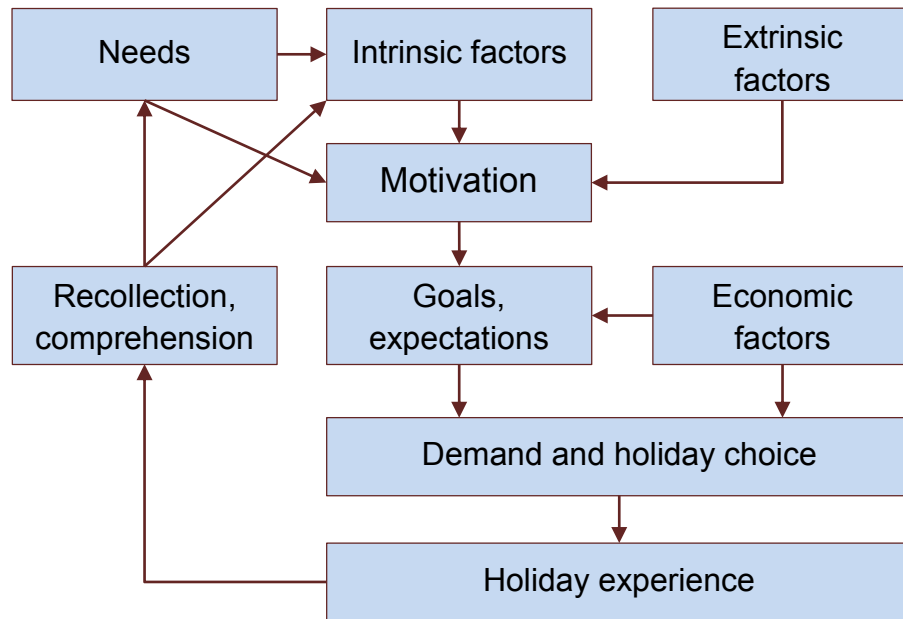 Needs
Intrinsic factors
Extrinsic
factors
Motivation
Recollection,
comprehension
Goals,
expectations
Economic
factors
Demand and holiday choice
Holiday experience